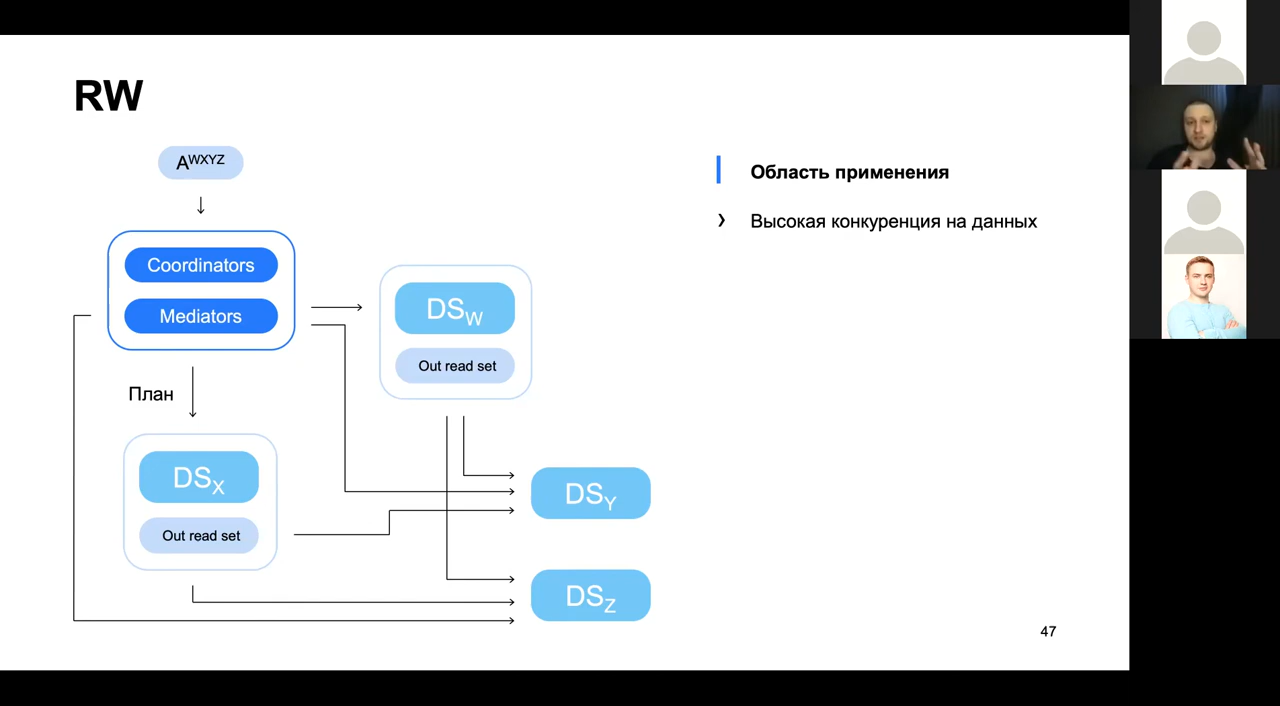 RW
Aᵂˣʸᶻ
Coordinators
Mediators
План
DS_W
Out read set
DS_X
Out read set
DS_Y
DS_Z
Область применения
Высокая конкуренция на данных
47